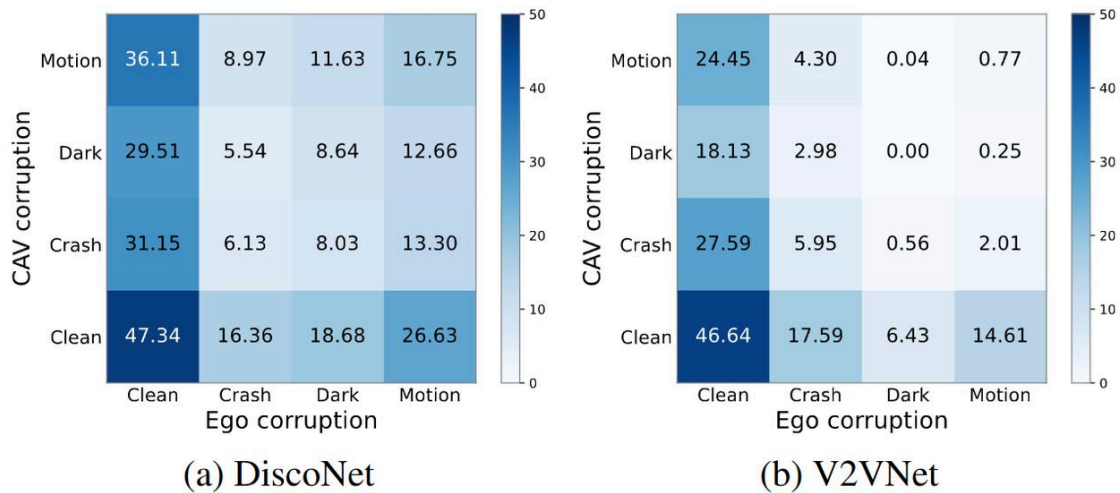 50
Motion 36.11 8.97 11.63 16.75
40
Dark 29.51 5.54 8.64 12.66
30
20
Crash 31.15 6.13 8.03 13.30
10
Clean 47.34 16.36 18.68 26.63
0
Clean Crash Dark Motion
Ego corruption
CAV corruption
(a) DiscoNet
50
Motion 24.45 4.30 0.04 0.77
40
Dark 18.13 2.98 0.00 0.25
30
20
Crash 27.59 5.95 0.56 2.01
10
Clean 46.64 17.59 6.43 14.61
0
Clean Crash Dark Motion
Ego corruption
CAV corruption
(b) V2VNet